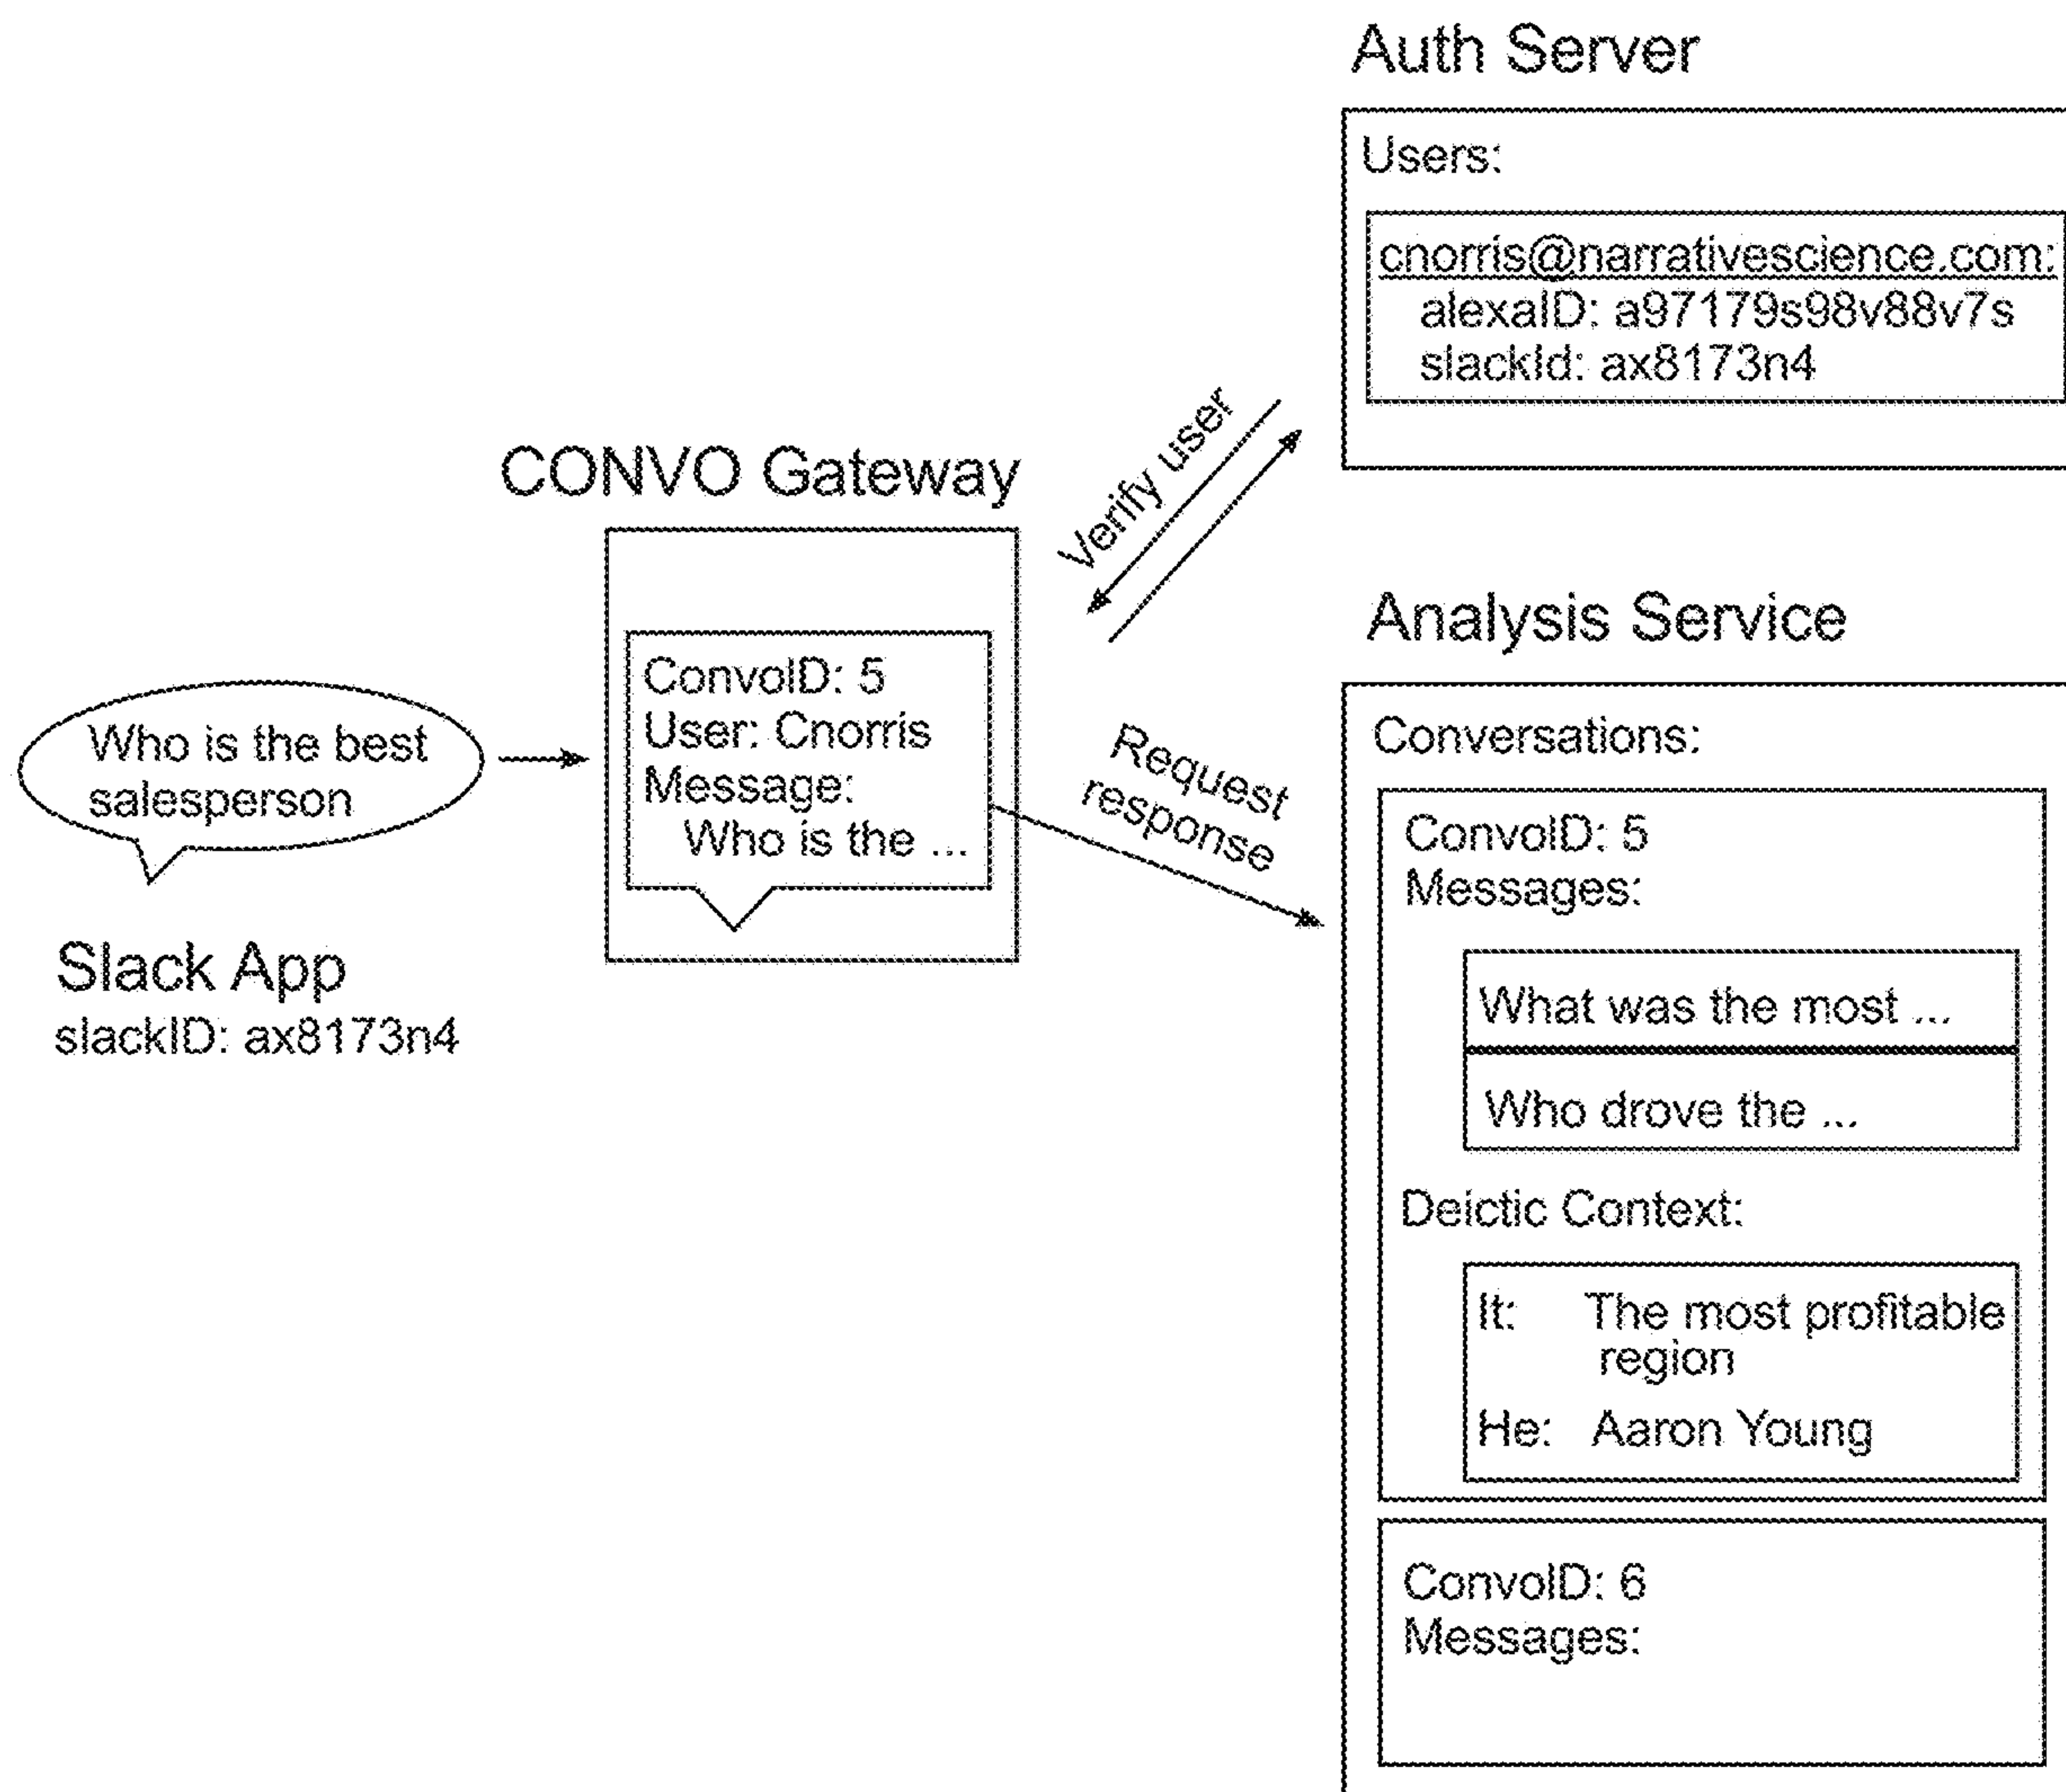 Auth Server
Users:
cnorris@narrativescience.com:
alexaID: a97179s98v88v7s
slackId: ax8173n4
CONVO Gateway
Verify user
ConvoID: 5
User: Cnorris
Message:
Who is the ...
Who is the best
salesperson
Slack App
slackID: ax8173n4
Request
response
Analysis Service
Conversations:
ConvoID: 5
Messages:
What was the most ...
Who drove the ...
Deictic Context:
It: The most profitable
region
He: Aaron Young
ConvoID: 6
Messages: